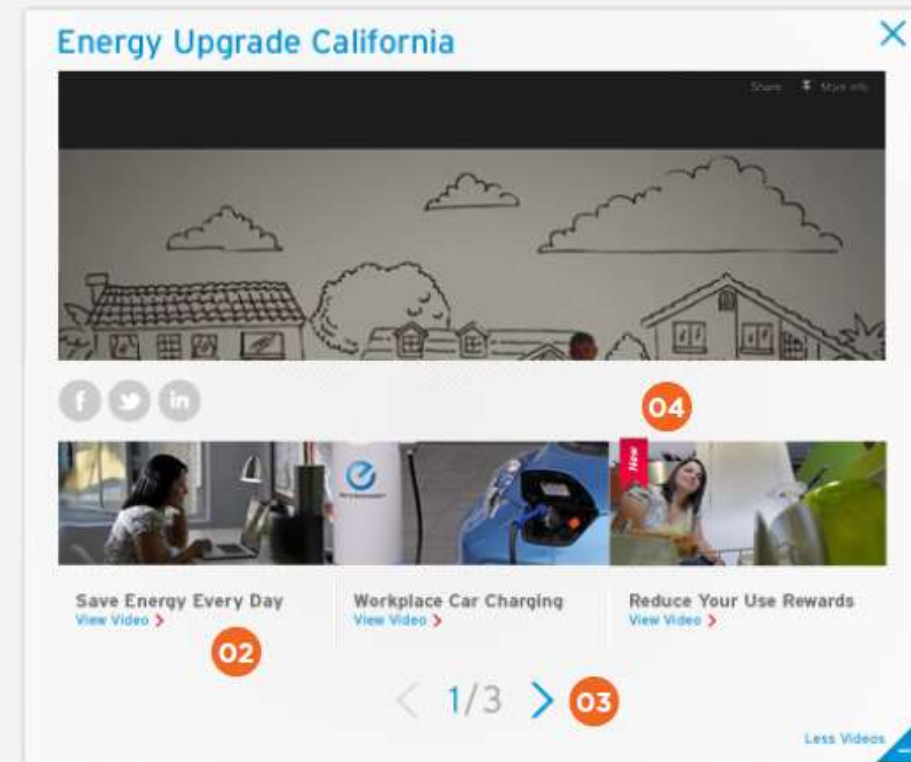 Energy Upgrade California
Share More info
f in
04
New
Save Energy Every Day
View Video
Workplace Car Charging
View Video
Reduce Your Use Rewards
View Video
02
1/3
03
Less Videos